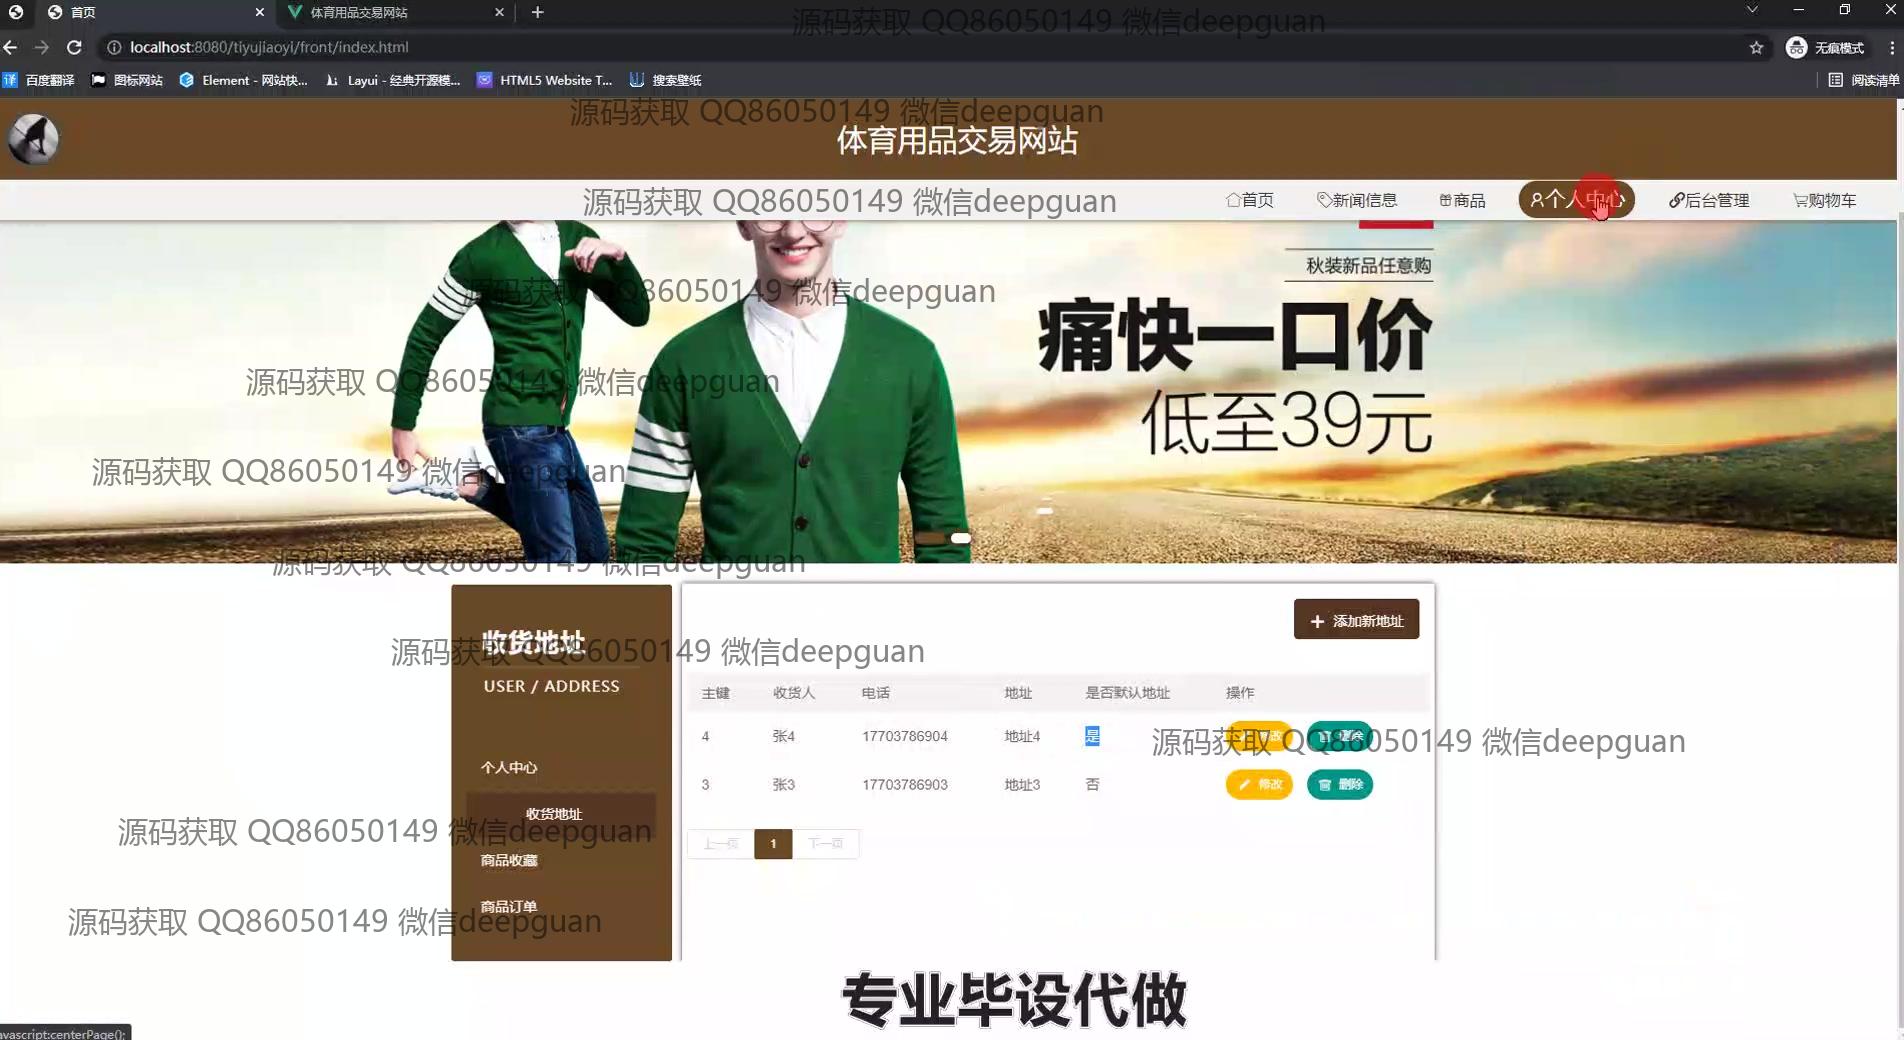 首页
体育用品交易网站
源码获取 QQ86050149 微信deepguan
localhost:8080/tiyujiaoyi/front/index.html
无痕模式
百度翻译
图标网站
Element - 网站快...
Layui - 经典开源模...
HTML5 Website T...
搜索壁纸
阅读清单
源码获取 QQ86050149 微信deepguan
体育用品交易网站
源码获取 QQ86050149 微信deepguan
首页
新闻信息
商品
个人中心
后台管理
购物车
秋装新品任意购
源码获取 QQ86050149 微信deepguan
痛快一口价
源码获取 QQ86050149 微信deepguan
低至39元
源码获取 QQ86050149 微信deepguan
源码获取 QQ86050149 微信deepguan
添加新地址
收货地址
源码获取 QQ86050149 微信deepguan
USER / ADDRESS
主键 收货人 电话 地址 是否默认地址 操作
4 张4 17703786904 地址4 是 修改 删除
源码获取 QQ86050149 微信deepguan
个人中心
3 张3 17703786903 地址3 否 修改 删除
收货地址
源码获取 QQ86050149 微信deepguan
上一页 1 下一页
商品收藏
商品订单
源码获取 QQ86050149 微信deepguan
专业毕设代做
avascript:centerPage();